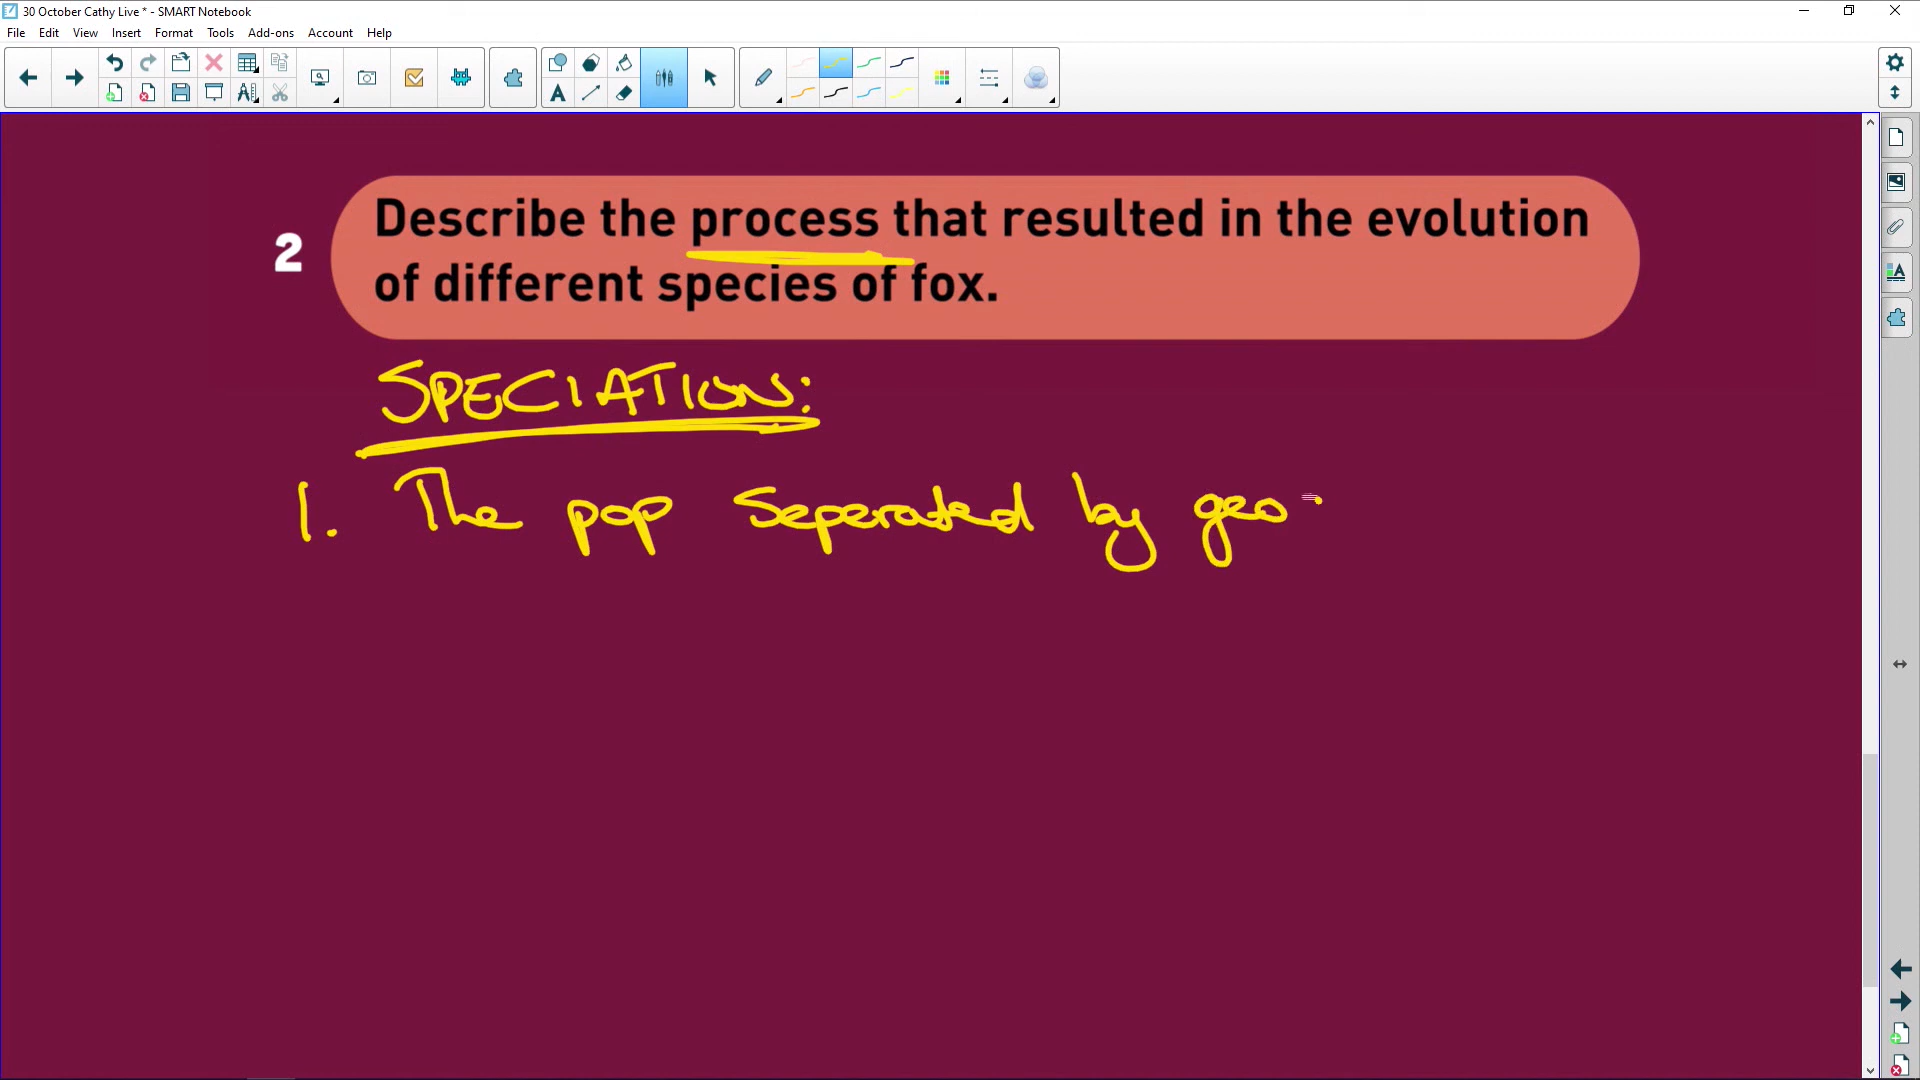 30 October Cathy Live * - SMART Notebook
File Edit View Insert Format Tools Add-ons Account Help
2
Describe the process that resulted in the evolution
of different species of fox.
SPECIATION:
1. The pop seperated by geo